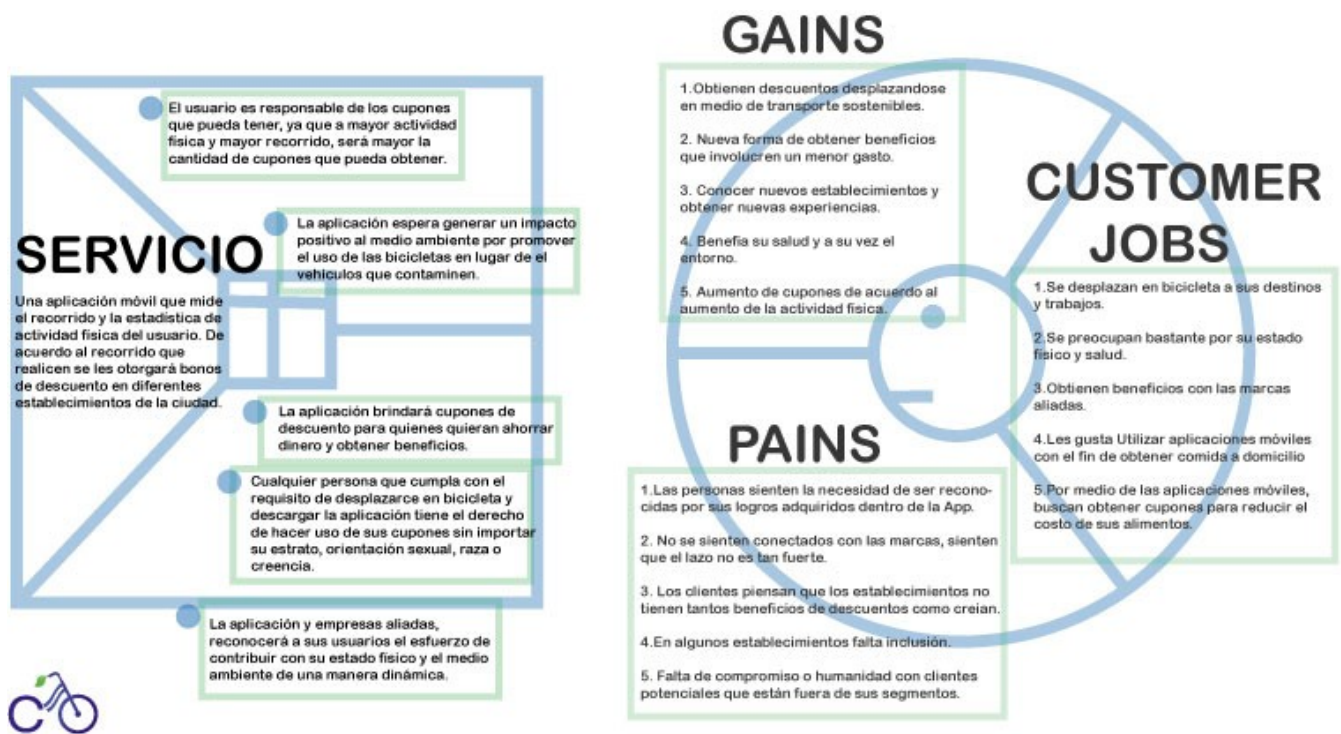 El usuario es responsable de los cupones
que pueda tener, ya que a mayor actividad
física y mayor recorrido, será mayor la
cantidad de cupones que pueda obtener.
La aplicación espera generar un impacto
positivo al medio ambiente por promover
el uso de las bicicletas en lugar de el
vehículos que contaminen.
SERVICIO
Una aplicación móvil que mide
el recorrido y la estadística de
actividad física del usuario. De
acuerdo al recorrido que
realicen se les otorgará bonos
de descuento en diferentes
establecimientos de la ciudad.
La aplicación brindará cupones de
descuento para quienes quieran ahorrar
dinero y obtener beneficios.
Cualquier persona que cumpla con el
requisito de desplazarce en bicicleta y
descargar la aplicación tiene el derecho
de hacer uso de sus cupones sin importar
su estrato, orientación sexual, raza o
creencia.
La aplicación y empresas aliadas,
reconocerá a sus usuarios el esfuerzo de
contribuir con su estado físico y el medio
ambiente de una manera dinámica.
GAINS
1.Obtienen descuentos desplazandose
en medio de transporte sostenibles.
2. Nueva forma de obtener beneficios
que involucren un menor gasto.
3. Conocer nuevos establecimientos y
obtener nuevas experiencias.
4. Benefia su salud y a su vez el
entorno.
5. Aumento de cupones de acuerdo al
aumento de la actividad física.
CUSTOMER
JOBS
1.Se desplazan en bicicleta a sus destinos
y trabajos.
2.Se preocupan bastante por su estado
físico y salud.
3.Obtienen beneficios con las marcas
aliadas.
4.Les gusta Utilizar aplicaciones móviles
con el fin de obtener comida a domicilio
5.Por medio de las aplicaciones móviles,
buscan obtener cupones para reducir el
costo de sus alimentos.
PAINS
1.Las personas sienten la necesidad de ser recono-
cidas por sus logros adquiridos dentro de la App.
2. No se sienten conectados con las marcas, sienten
que el lazo no es tan fuerte.
3. Los clientes piensan que los establecimientos no
tienen tantos beneficios de descuentos como creian.
4.En algunos establecimientos falta inclusión.
5. Falta de compromiso o humanidad con clientes
potenciales que están fuera de sus segmentos.